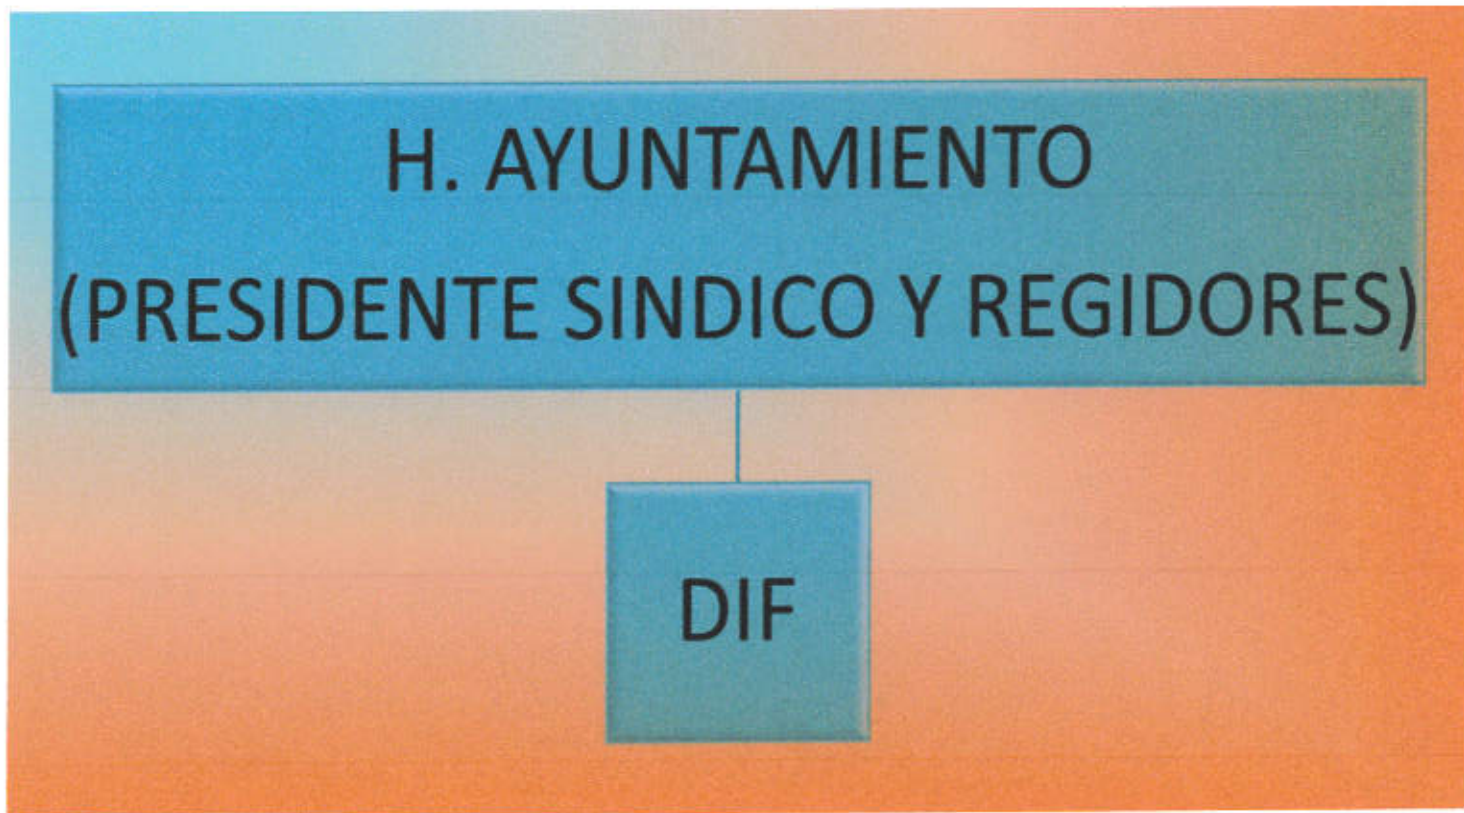 H. AYUNTAMIENTO
(PRESIDENTE SINDICO Y REGIDORES)
DIF